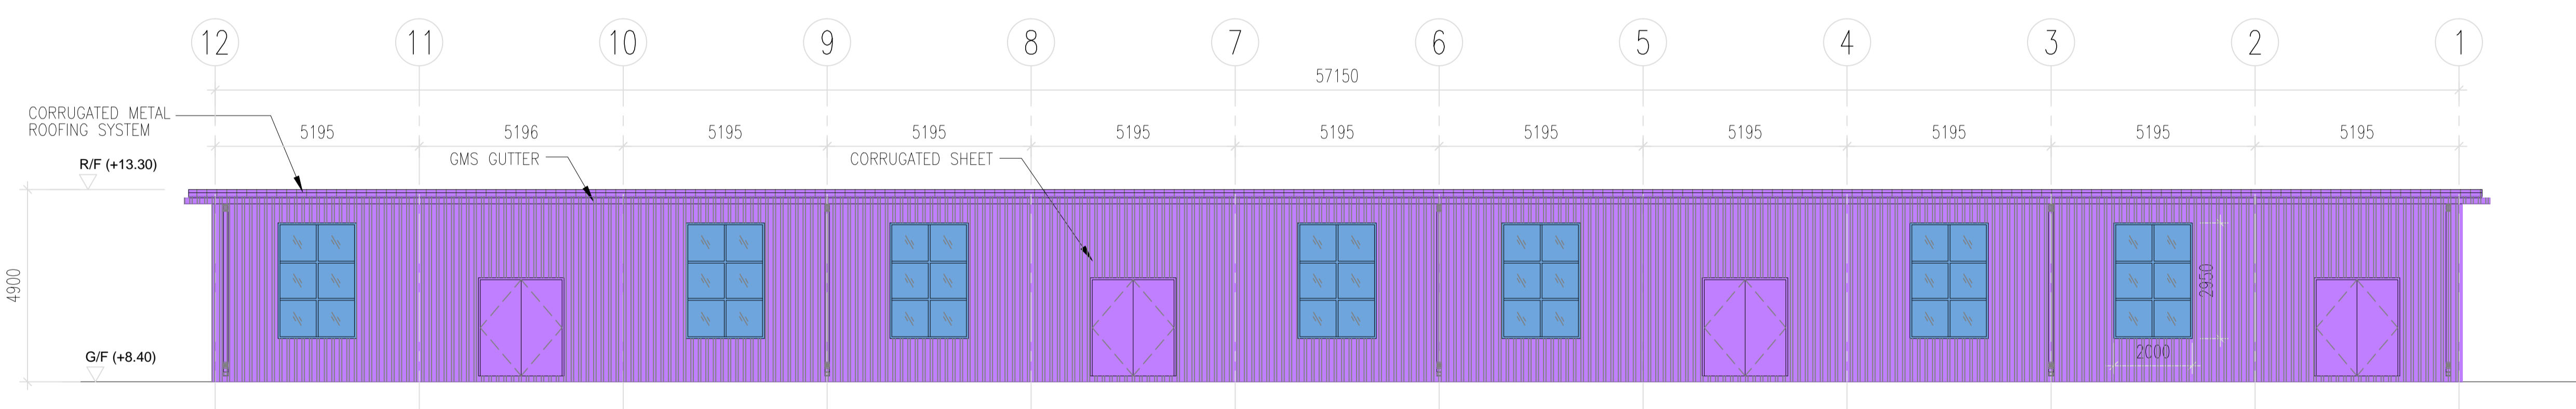 12 11 10 9 8 7 6 5 4 3 2 1
57150
CORRUGATED METAL
ROOFING SYSTEM
5195 5196 5195 5195 5195 5195 5195 5195 5195 5195 5195
R/F (+13.30)
GMS GUTTER
CORRUGATED SHEET
4900
2950
G/F (+8.40)
2000